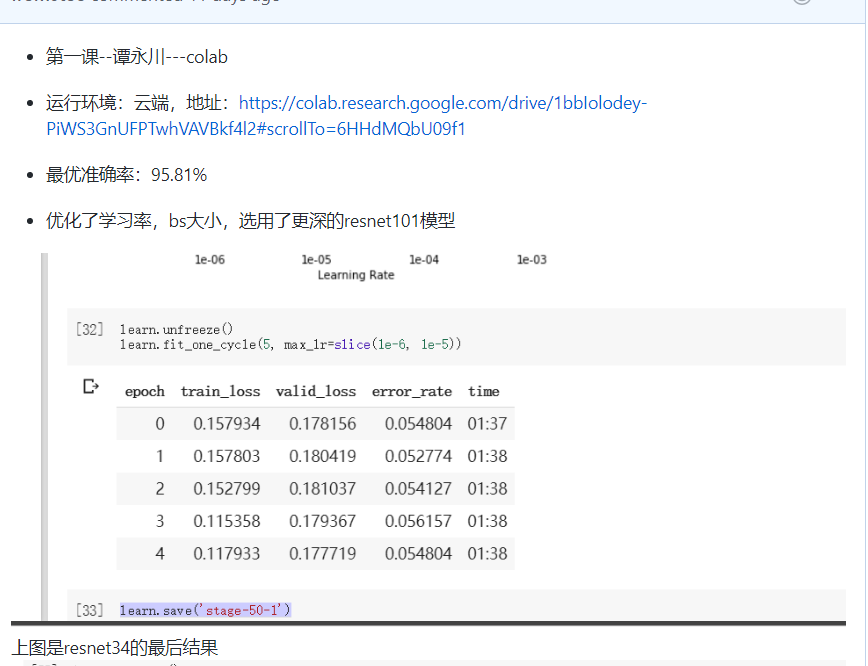 第一课--谭永川---colab
运行环境：云端，地址：https://colab.research.google.com/drive/1bbIolodey-
PiWS3GnUFPTwhVAVBkf4l2#scrollTo=6HHdMQbU09f1
最优准确率：95.81%
优化了学习率，bs大小，选用了更深的resnet101模型
1e-06 1e-05 1e-04 1e-03
Learning Rate
[32] learn.unfreeze()
learn.fit_one_cycle(5, max_lr=slice(1e-6, 1e-5))
epoch train_loss valid_loss error_rate time
0 0.157934 0.178156 0.054804 01:37
1 0.157803 0.180419 0.052774 01:38
2 0.152799 0.181037 0.054127 01:38
3 0.115358 0.179367 0.056157 01:38
4 0.117933 0.177719 0.054804 01:38
[33] learn.save('stage-50-1')
上图是resnet34的最后结果